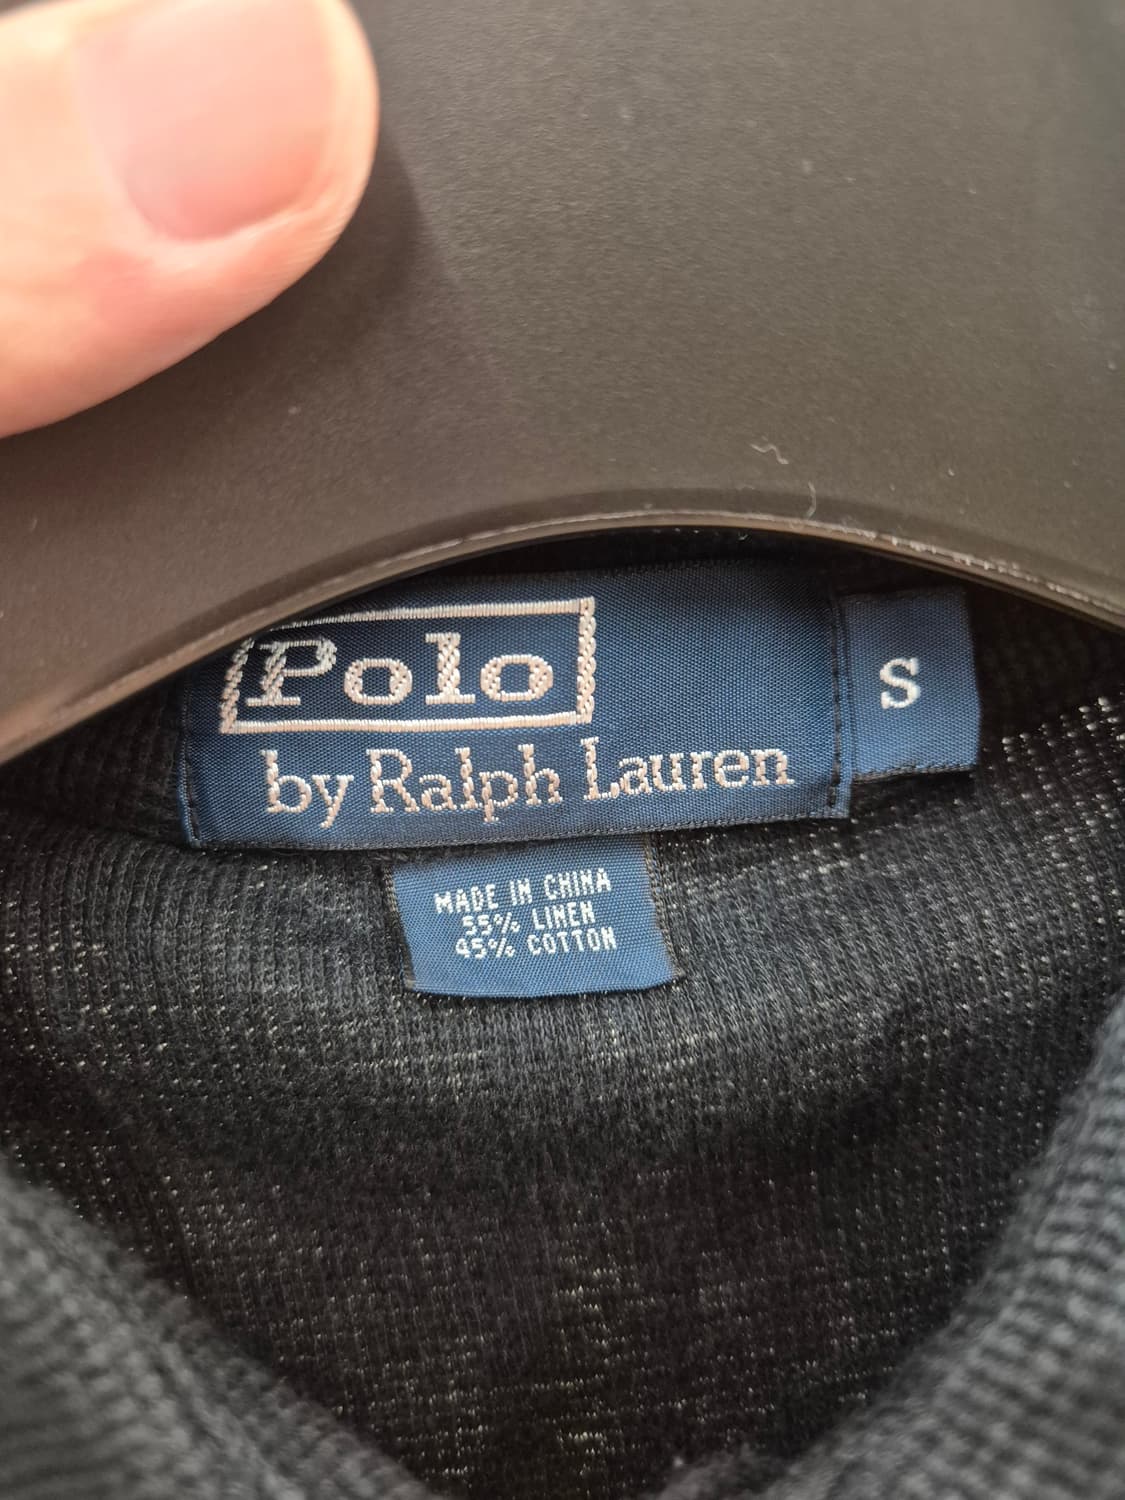 Polo
by Ralph Lauren
S
MADE IN CHINA
55% LINEN
45% COTTON